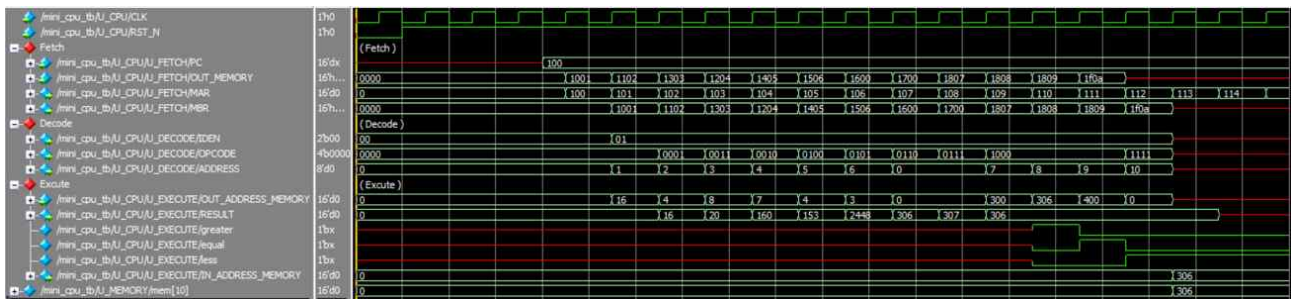 /mini_cpu_tb/U_CPU/CLK 1'h0
/mini_cpu_tb/U_CPU/RST_N 1'h0
Fetch (Fetch)
/mini_cpu_tb/U_CPU/U_FETCH/PC 16'dx 100
/mini_cpu_tb/U_CPU/U_FETCH/OUT_MEMORY 16'h... 0000 1001 1102 1303 1204 1405 1506 1600 1700 1807 1808 1809 1f0a
/mini_cpu_tb/U_CPU/U_FETCH/MAR 16'd0 0 100 101 102 103 104 105 106 107 108 109 110 111 112 113 114
/mini_cpu_tb/U_CPU/U_FETCH/MBR 16'h... 0000 1001 1102 1303 1204 1405 1506 1600 1700 1807 1808 1809 1f0a
Decode (Decode)
/mini_cpu_tb/U_CPU/U_DECODE/IDEN 2'b00 00 01
/mini_cpu_tb/U_CPU/U_DECODE/OPCODE 4'b0000 0000 0001 0011 0010 0100 0101 0110 0111 1000 1111
/mini_cpu_tb/U_CPU/U_DECODE/ADDRESS 8'd0 0 1 2 3 4 5 6 0 7 8 9 10
Excute (Excute)
/mini_cpu_tb/U_CPU/U_EXECUTE/OUT_ADDRESS_MEMORY 16'd0 0 16 4 8 7 4 3 0 300 306 400 0
/mini_cpu_tb/U_CPU/U_EXECUTE/RESULT 16'd0 0 16 20 160 153 2448 306 307 306
/mini_cpu_tb/U_CPU/U_EXECUTE/greater 1'bx
/mini_cpu_tb/U_CPU/U_EXECUTE/equal 1'bx
/mini_cpu_tb/U_CPU/U_EXECUTE/less 1'bx
/mini_cpu_tb/U_CPU/U_EXECUTE/IN_ADDRESS_MEMORY 16'd0 0 306
/mini_cpu_tb/U_MEMORY/mem[10] 16'd0 0 306